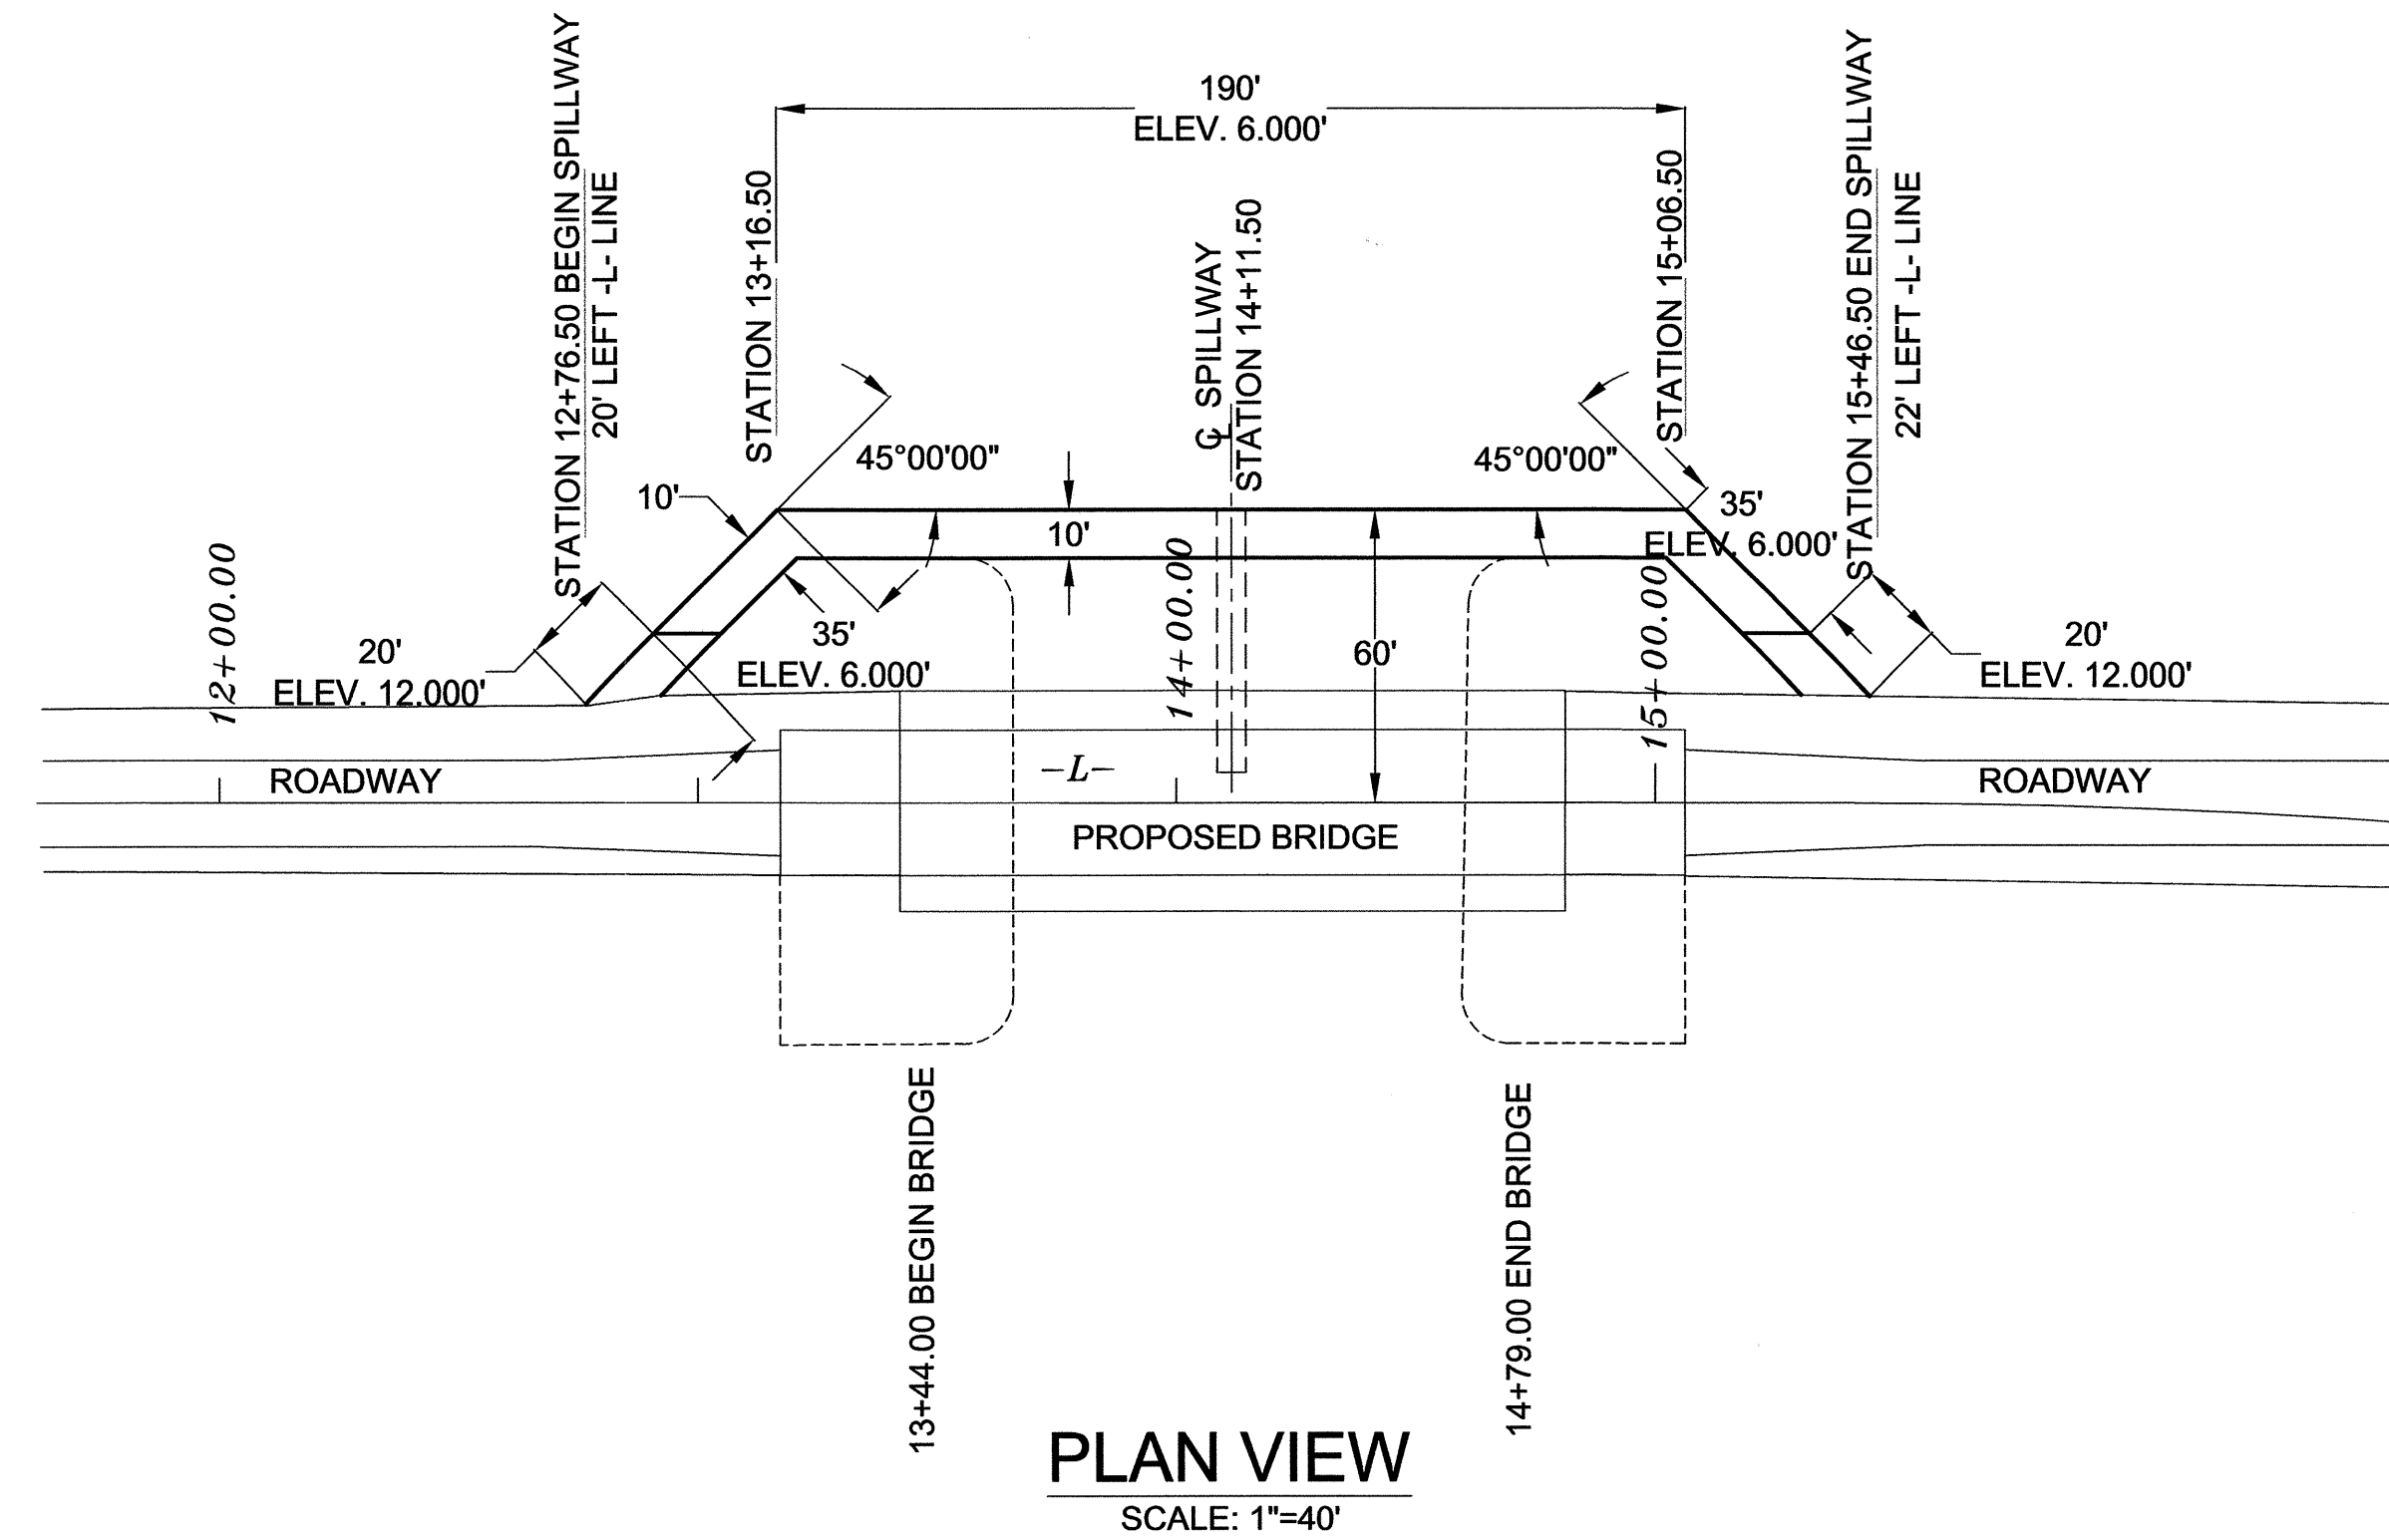 190'
ELEV. 6.000'
STATION 12+76.50 BEGIN SPILLWAY
20' LEFT -L- LINE
STATION 13+16.50
℄ SPILLWAY
STATION 14+11.50
STATION 15+06.50
STATION 15+46.50 END SPILLWAY
22' LEFT -L- LINE
45°00'00"
45°00'00"
10'
10'
35'
ELEV. 6.000'
12+00.00
14+00.00
15+00.00
20'
ELEV. 12.000'
35'
ELEV. 6.000'
60'
20'
ELEV. 12.000'
ROADWAY
-L-
ROADWAY
PROPOSED BRIDGE
13+44.00 BEGIN BRIDGE
14+79.00 END BRIDGE
PLAN VIEW
SCALE: 1"=40'